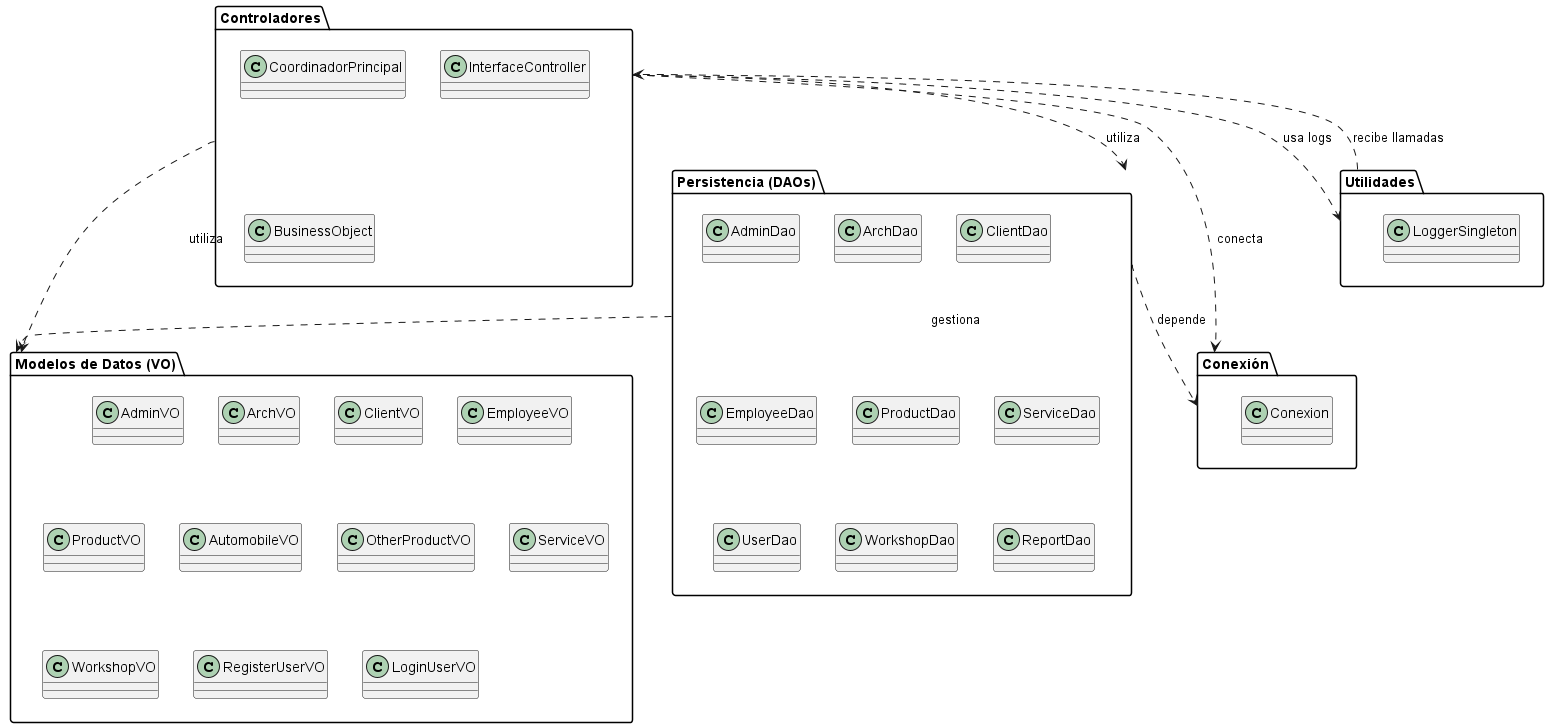 Controladores
C CoordinadorPrincipal
C InterfaceController
utiliza
usa logs
recibe llamadas
Persistencia (DAOs)
Utilidades
C BusinessObject
C AdminDao
C ArchDao
C ClientDao
C LoggerSingleton
utiliza
conecta
gestiona
depende
Modelos de Datos (VO)
Conexión
C AdminVO
C ArchVO
C ClientVO
C EmployeeVO
C EmployeeDao
C ProductDao
C ServiceDao
C Conexion
C ProductVO
C AutomobileVO
C OtherProductVO
C ServiceVO
C UserDao
C WorkshopDao
C ReportDao
C WorkshopVO
C RegisterUserVO
C LoginUserVO